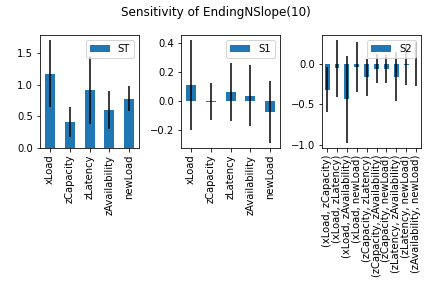 Sensitivity of EndingNSlope(10)
ST
1.5
1.0
0.5
0.0
xLoad
zCapacity
zLatency
zAvailability
newLoad
S1
0.4
0.2
0.0
−0.2
xLoad
zCapacity
zLatency
zAvailability
newLoad
S2
0.0
−0.5
−1.0
(xLoad, zCapacity)
(xLoad, zLatency)
(xLoad, zAvailability)
(xLoad, newLoad)
(zCapacity, zLatency)
(zCapacity, zAvailability)
(zCapacity, newLoad)
(zLatency, zAvailability)
(zLatency, newLoad)
(zAvailability, newLoad)